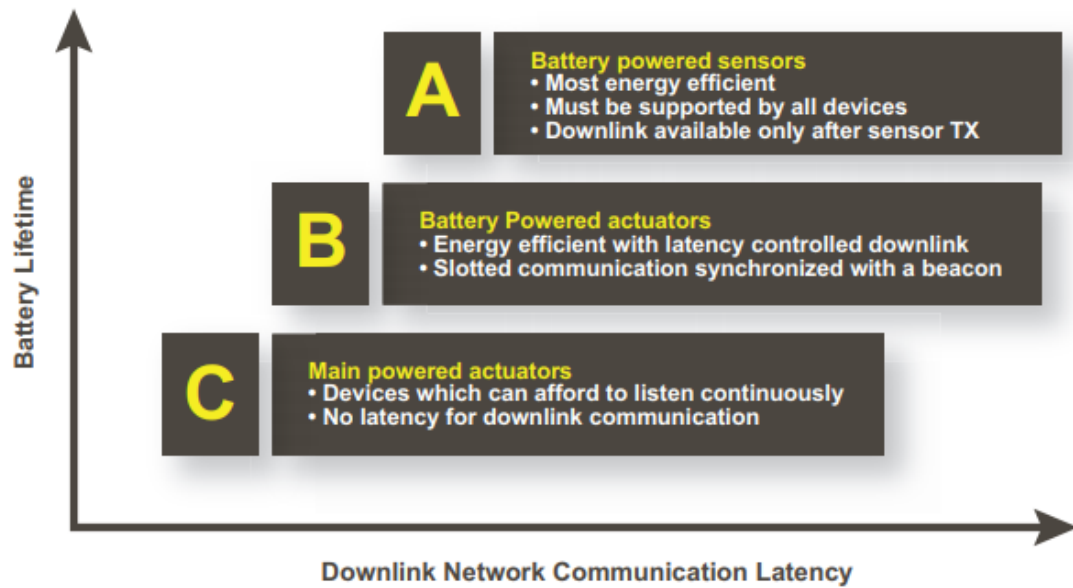 Battery Lifetime
A
Battery powered sensors
• Most energy efficient
• Must be supported by all devices
• Downlink available only after sensor TX
B
Battery Powered actuators
• Energy efficient with latency controlled downlink
• Slotted communication synchronized with a beacon
C
Main powered actuators
• Devices which can afford to listen continuously
• No latency for downlink communication
Downlink Network Communication Latency